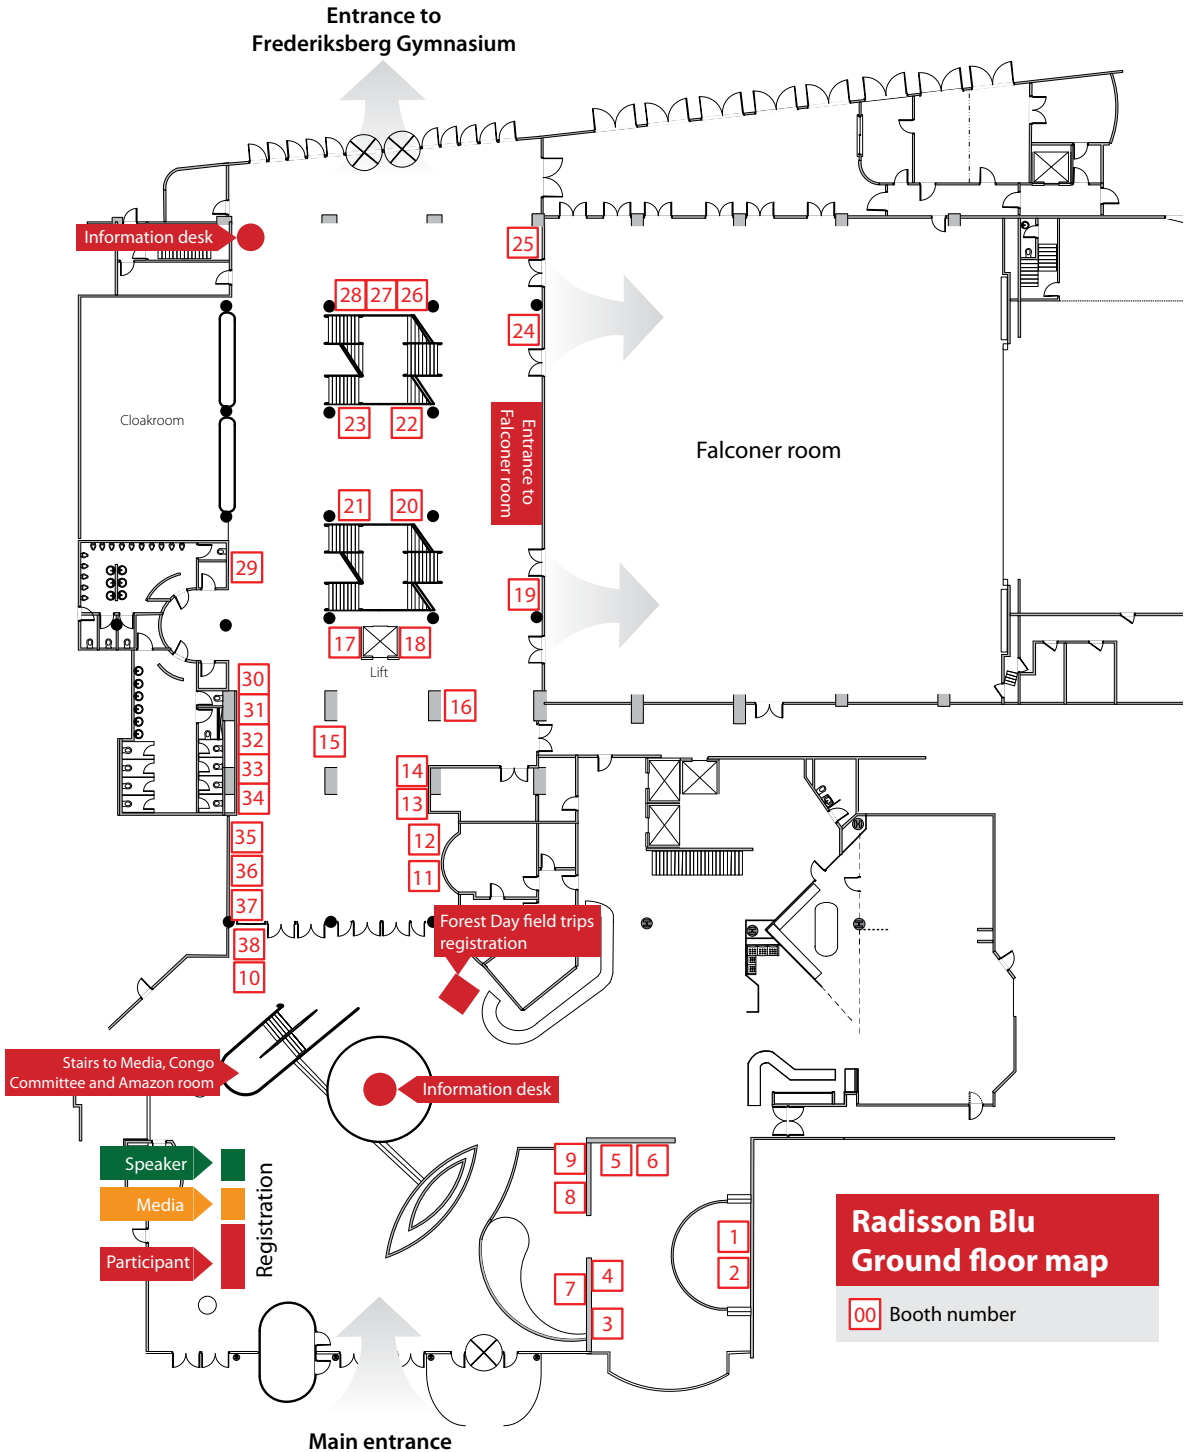 Entrance to
Frederiksberg Gymnasium
Information desk
25
28
27
26
24
Cloakroom
23
22
Entrance to
Falconer room
Falconer room
21
20
29
19
17
18
Lift
30
31
16
32
15
33
14
34
13
35
12
36
11
37
Forest Day field trips
registration
38
10
Stairs to Media, Congo
Committee and Amazon room
Information desk
Speaker
Media
Participant
Registration
9
5
6
8
1
2
4
7
3
Radisson Blu
Ground floor map
00 Booth number
Main entrance